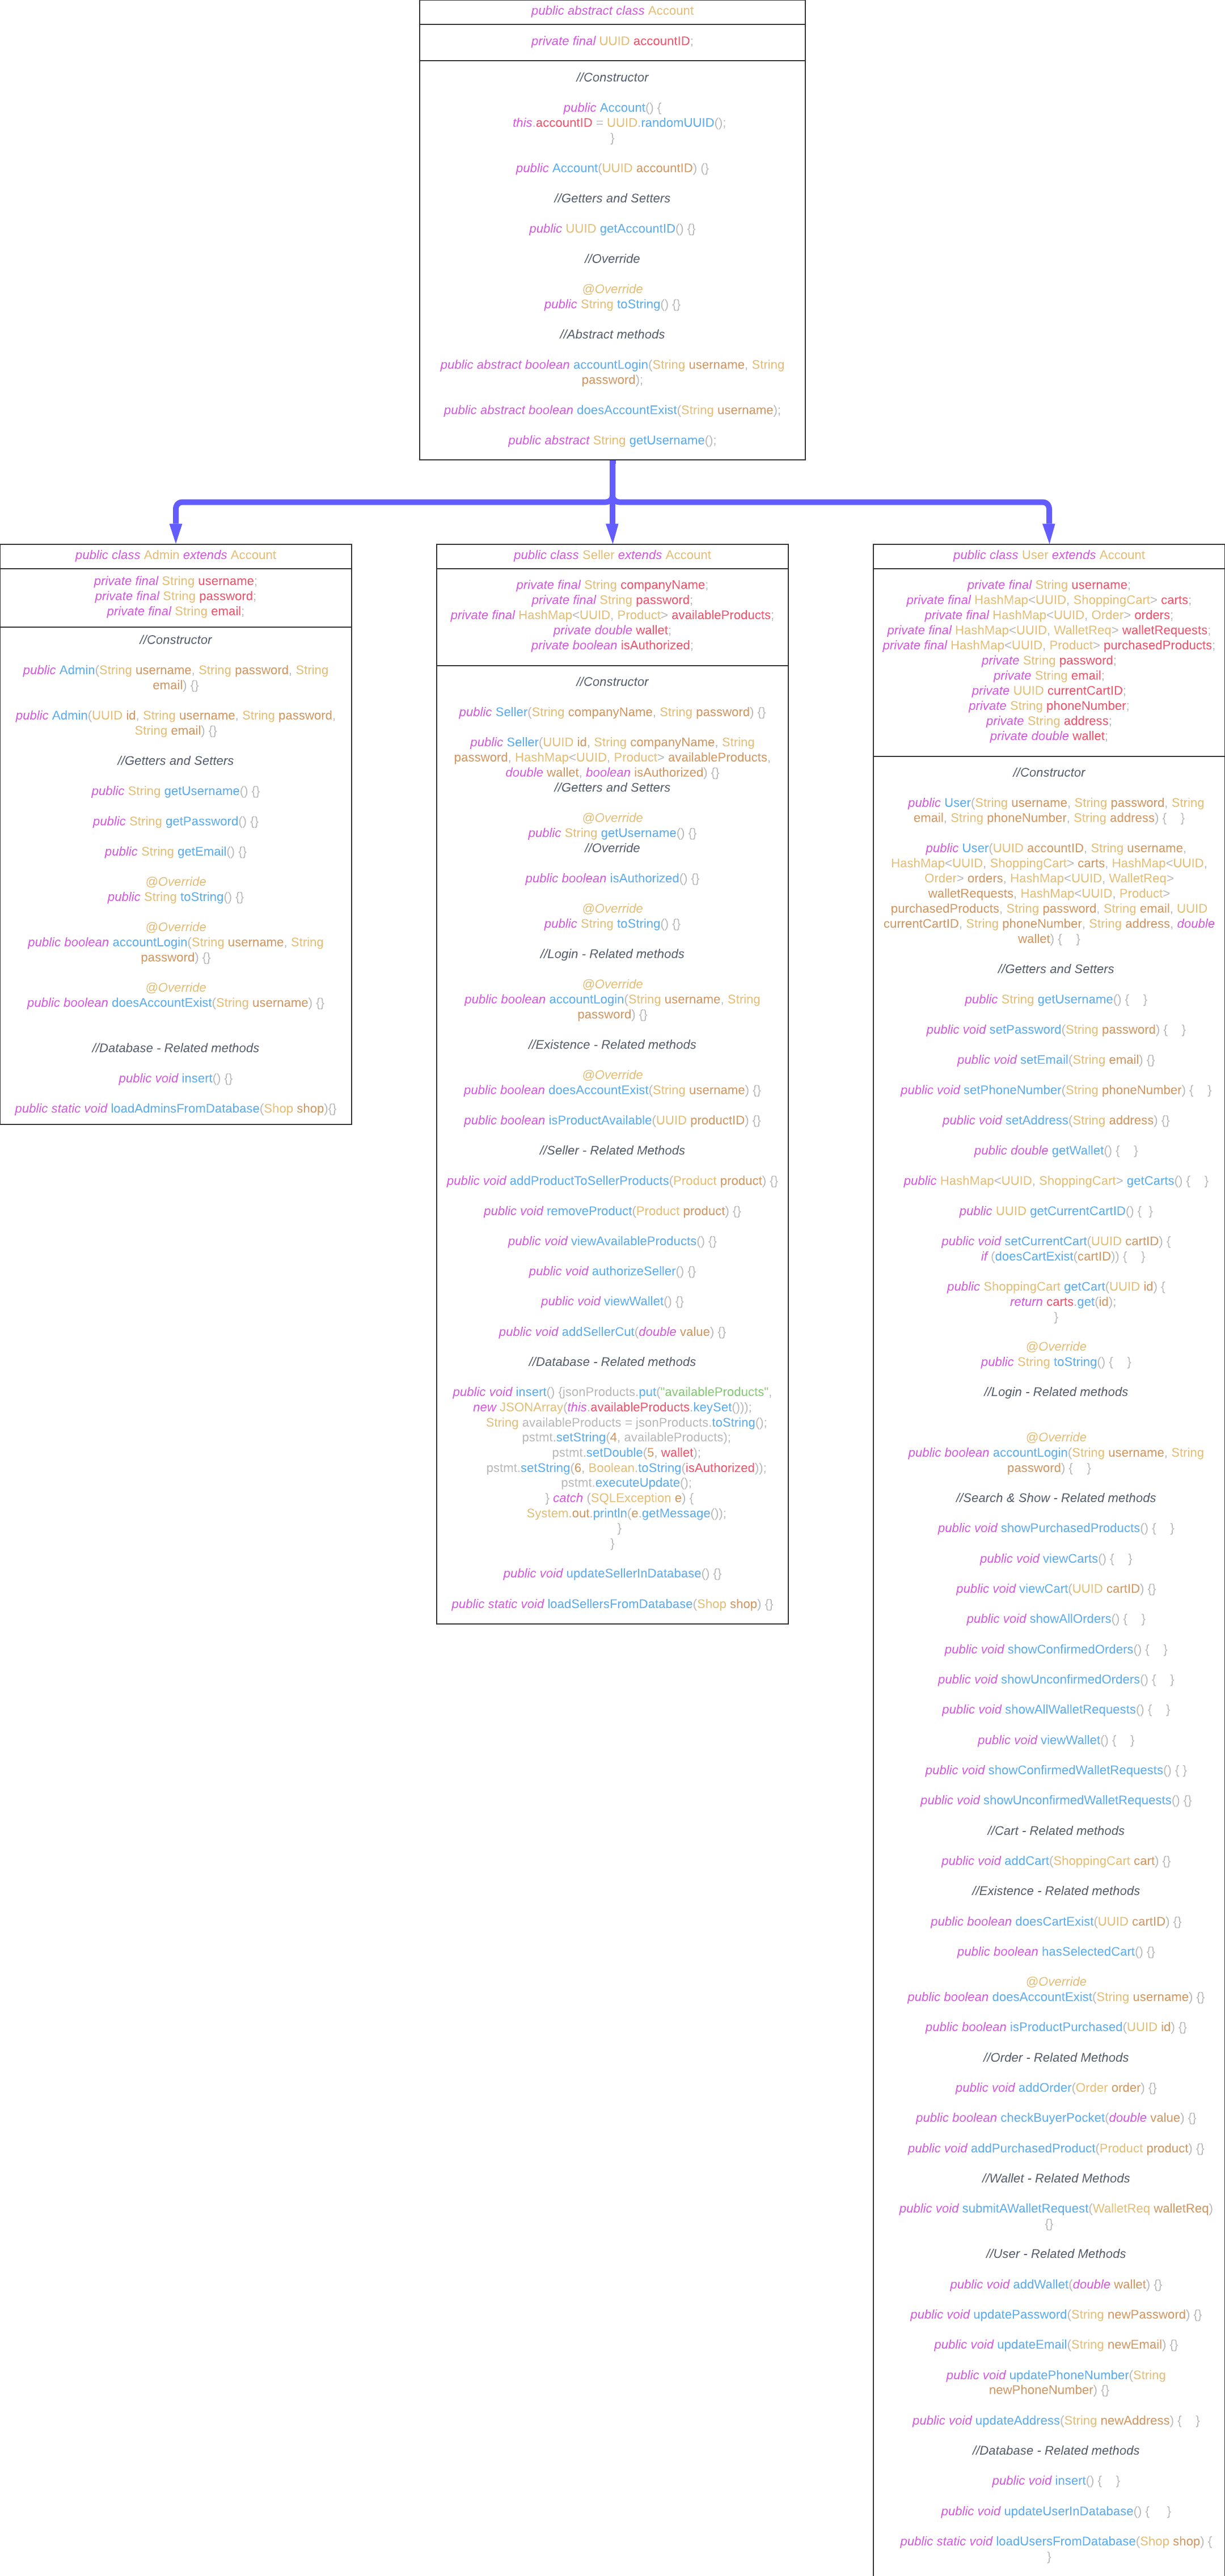 public abstract class Account
private final UUID accountID;
//Constructor
public Account() {
this.accountID = UUID.randomUUID();
}
public Account(UUID accountID) {}
//Getters and Setters
public UUID getAccountID() {}
//Override
@Override
public String toString() {}
//Abstract methods
public abstract boolean accountLogin(String username, String
password);
public abstract boolean doesAccountExist(String username);
public abstract String getUsername();
public class Admin extends Account
private final String username;
private final String password;
private final String email;
//Constructor
public Admin(String username, String password, String
email) {}
public Admin(UUID id, String username, String password,
String email) {}
//Getters and Setters
public String getUsername() {}
public String getPassword() {}
public String getEmail() {}
@Override
public String toString() {}
@Override
public boolean accountLogin(String username, String
password) {}
@Override
public boolean doesAccountExist(String username) {}
//Database - Related methods
public void insert() {}
public static void loadAdminsFromDatabase(Shop shop){}
public class Seller extends Account
private final String companyName;
private final String password;
private final HashMap<UUID, Product> availableProducts;
private double wallet;
private boolean isAuthorized;
//Constructor
public Seller(String companyName, String password) {}
public Seller(UUID id, String companyName, String
password, HashMap<UUID, Product> availableProducts,
double wallet, boolean isAuthorized) {}
//Getters and Setters
@Override
public String getUsername() {}
//Override
public boolean isAuthorized() {}
@Override
public String toString() {}
//Login - Related methods
@Override
public boolean accountLogin(String username, String
password) {}
//Existence - Related methods
@Override
public boolean doesAccountExist(String username) {}
public boolean isProductAvailable(UUID productID) {}
//Seller - Related Methods
public void addProductToSellerProducts(Product product) {}
public void removeProduct(Product product) {}
public void viewAvailableProducts() {}
public void authorizeSeller() {}
public void viewWallet() {}
public void addSellerCut(double value) {}
//Database - Related methods
public void insert() {jsonProducts.put("availableProducts",
new JSONArray(this.availableProducts.keySet()));
String availableProducts = jsonProducts.toString();
pstmt.setString(4, availableProducts);
pstmt.setDouble(5, wallet);
pstmt.setString(6, Boolean.toString(isAuthorized));
pstmt.executeUpdate();
} catch (SQLException e) {
System.out.println(e.getMessage());
}
}
public void updateSellerInDatabase() {}
public static void loadSellersFromDatabase(Shop shop) {}
public class User extends Account
private final String username;
private final HashMap<UUID, ShoppingCart> carts;
private final HashMap<UUID, Order> orders;
private final HashMap<UUID, WalletReq> walletRequests;
private final HashMap<UUID, Product> purchasedProducts;
private String password;
private String email;
private UUID currentCartID;
private String phoneNumber;
private String address;
private double wallet;
//Constructor
public User(String username, String password, String
email, String phoneNumber, String address) { }
public User(UUID accountID, String username,
HashMap<UUID, ShoppingCart> carts, HashMap<UUID,
Order> orders, HashMap<UUID, WalletReq>
walletRequests, HashMap<UUID, Product>
purchasedProducts, String password, String email, UUID
currentCartID, String phoneNumber, String address, double
wallet) { }
//Getters and Setters
public String getUsername() { }
public void setPassword(String password) { }
public void setEmail(String email) {}
public void setPhoneNumber(String phoneNumber) { }
public void setAddress(String address) {}
public double getWallet() { }
public HashMap<UUID, ShoppingCart> getCarts() { }
public UUID getCurrentCartID() { }
public void setCurrentCart(UUID cartID) {
if (doesCartExist(cartID)) { }
public ShoppingCart getCart(UUID id) {
return carts.get(id);
}
@Override
public String toString() { }
//Login - Related methods
@Override
public boolean accountLogin(String username, String
password) { }
//Search & Show - Related methods
public void showPurchasedProducts() { }
public void viewCarts() { }
public void viewCart(UUID cartID) {}
public void showAllOrders() { }
public void showConfirmedOrders() { }
public void showUnconfirmedOrders() { }
public void showAllWalletRequests() { }
public void viewWallet() { }
public void showConfirmedWalletRequests() { }
public void showUnconfirmedWalletRequests() {}
//Cart - Related methods
public void addCart(ShoppingCart cart) {}
//Existence - Related methods
public boolean doesCartExist(UUID cartID) {}
public boolean hasSelectedCart() {}
@Override
public boolean doesAccountExist(String username) {}
public boolean isProductPurchased(UUID id) {}
//Order - Related Methods
public void addOrder(Order order) {}
public boolean checkBuyerPocket(double value) {}
public void addPurchasedProduct(Product product) {}
//Wallet - Related Methods
public void submitAWalletRequest(WalletReq walletReq)
{}
//User - Related Methods
public void addWallet(double wallet) {}
public void updatePassword(String newPassword) {}
public void updateEmail(String newEmail) {}
public void updatePhoneNumber(String
newPhoneNumber) {}
public void updateAddress(String newAddress) { }
//Database - Related methods
public void insert() { }
public void updateUserInDatabase() { }
public static void loadUsersFromDatabase(Shop shop) {
}